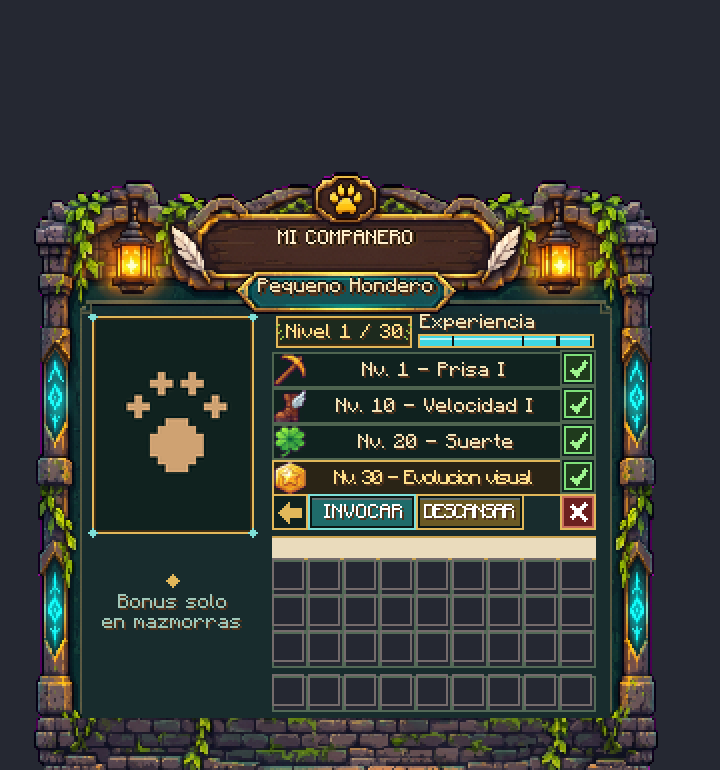 MI COMPANERO
Pequeno Hondero
Nivel 1 / 30
Experiencia
Nv. 1 - Prisa I
Nv. 10 - Velocidad I
Nv. 20 - Suerte
Nv. 30 - Evolucion visual
INVOCAR
DESCANSAR
Bonus solo
en mazmorras